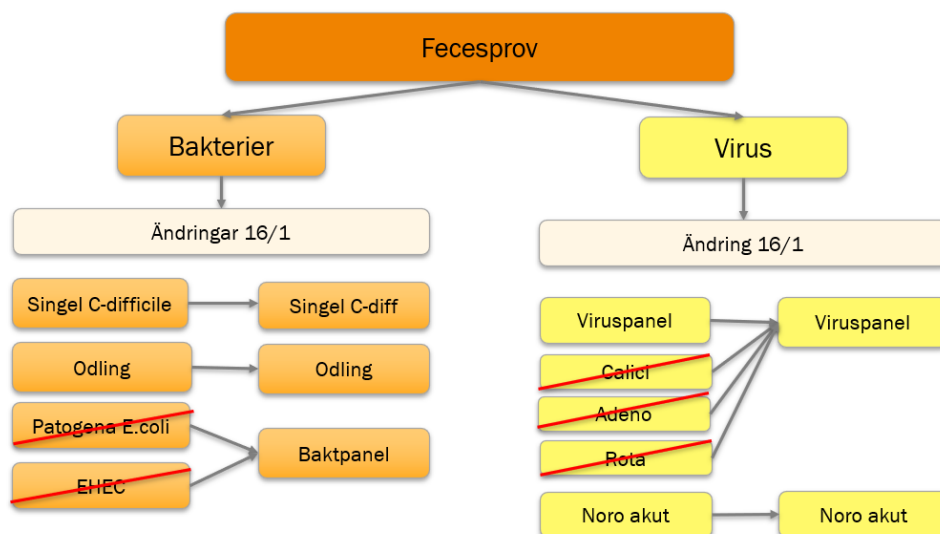 Fecesprov
Bakterier
Virus
Ändringar 16/1
Ändring 16/1
Singel C-difficile
Singel C-diff
Odling
Odling
Patogena E.coli
EHEC
Baktpanel
Viruspanel
Viruspanel
Calici
Adeno
Rota
Noro akut
Noro akut